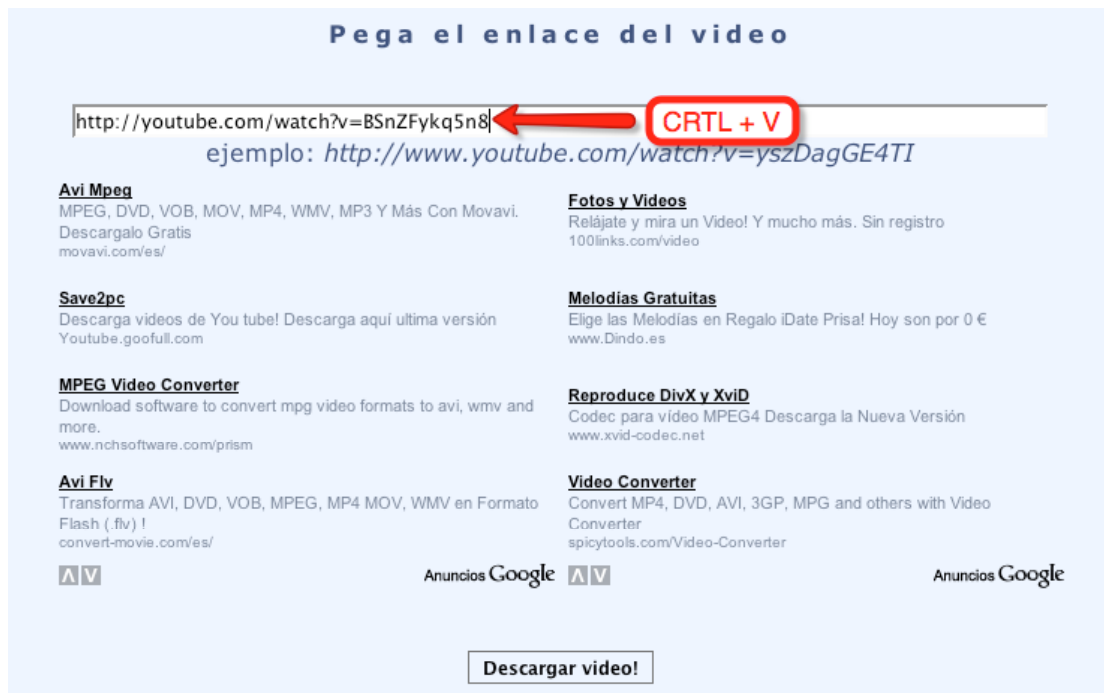 Pega el enlace del video
http://youtube.com/watch?v=BSnZFykq5n8
CRTL + V
ejemplo: http://www.youtube.com/watch?v=yszDagGE4TI
Avi Mpeg
MPEG, DVD, VOB, MOV, MP4, WMV, MP3 Y Más Con Movavi.
Descargalo Gratis
movavi.com/es/
Save2pc
Descarga videos de You tube! Descarga aquí ultima versión
Youtube.goofull.com
MPEG Video Converter
Download software to convert mpg video formats to avi, wmv and
more.
www.nchsoftware.com/prism
Avi Flv
Transforma AVI, DVD, VOB, MPEG, MP4 MOV, WMV en Formato
Flash (.flv) !
convert-movie.com/es/
Anuncios Google
Fotos y Videos
Relájate y mira un Video! Y mucho más. Sin registro
100links.com/video
Melodías Gratuitas
Elige las Melodías en Regalo iDate Prisa! Hoy son por 0 €
www.Dindo.es
Reproduce DivX y XviD
Codec para vídeo MPEG4 Descarga la Nueva Versión
www.xvid-codec.net
Video Converter
Convert MP4, DVD, AVI, 3GP, MPG and others with Video
Converter
spicytools.com/Video-Converter
Anuncios Google
Descargar video!